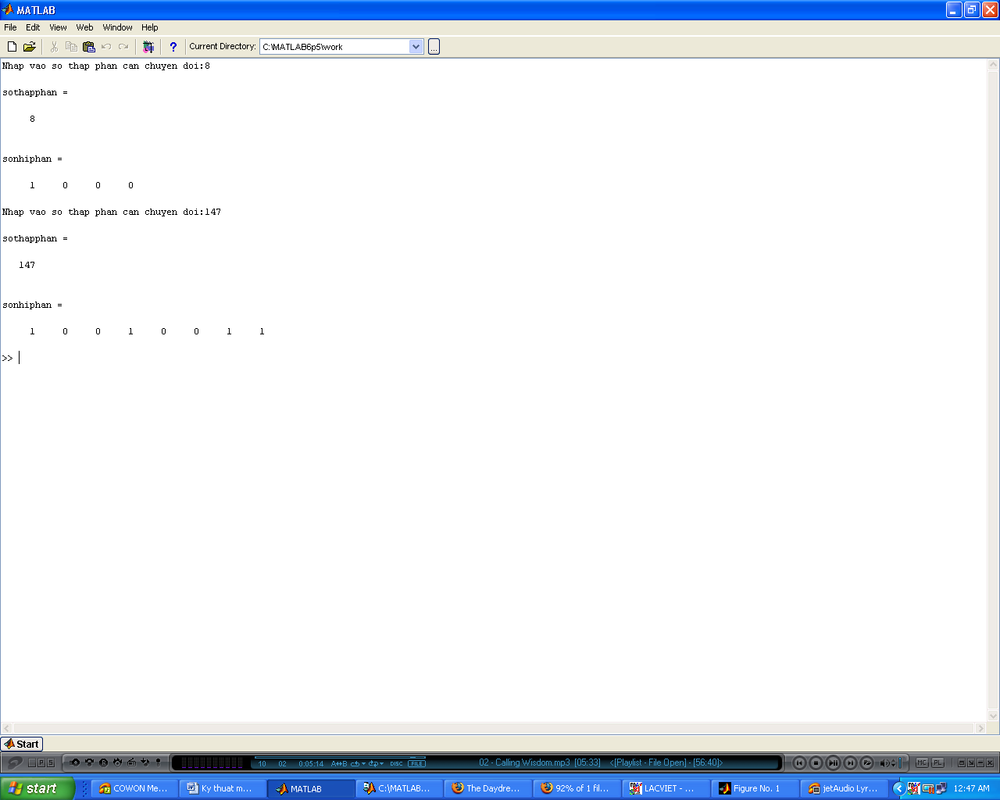 MATLAB
File Edit View Web Window Help
Current Directory: C:\MATLAB6p5\work ...
Nhap vao so thap phan can chuyen doi:8
sothapphan =
8
sonhiphan =
1 0 0 0
Nhap vao so thap phan can chuyen doi:147
sothapphan =
147
sonhiphan =
1 0 0 1 0 0 1 1
>>
Start
P S R 10 02 0:05:14 A↔B DISC FILE 02 - Calling Wisdom.mp3 [05:33] <[Playlist - File Open] - [56:40]> MC PL
start COWON Me... Ky thuat m... MATLAB C:\MATLAB... The Daydre... 92% of 1 fil... LACVIET - ... Figure No. 1 jetAudio Lyr... 12:47 AM